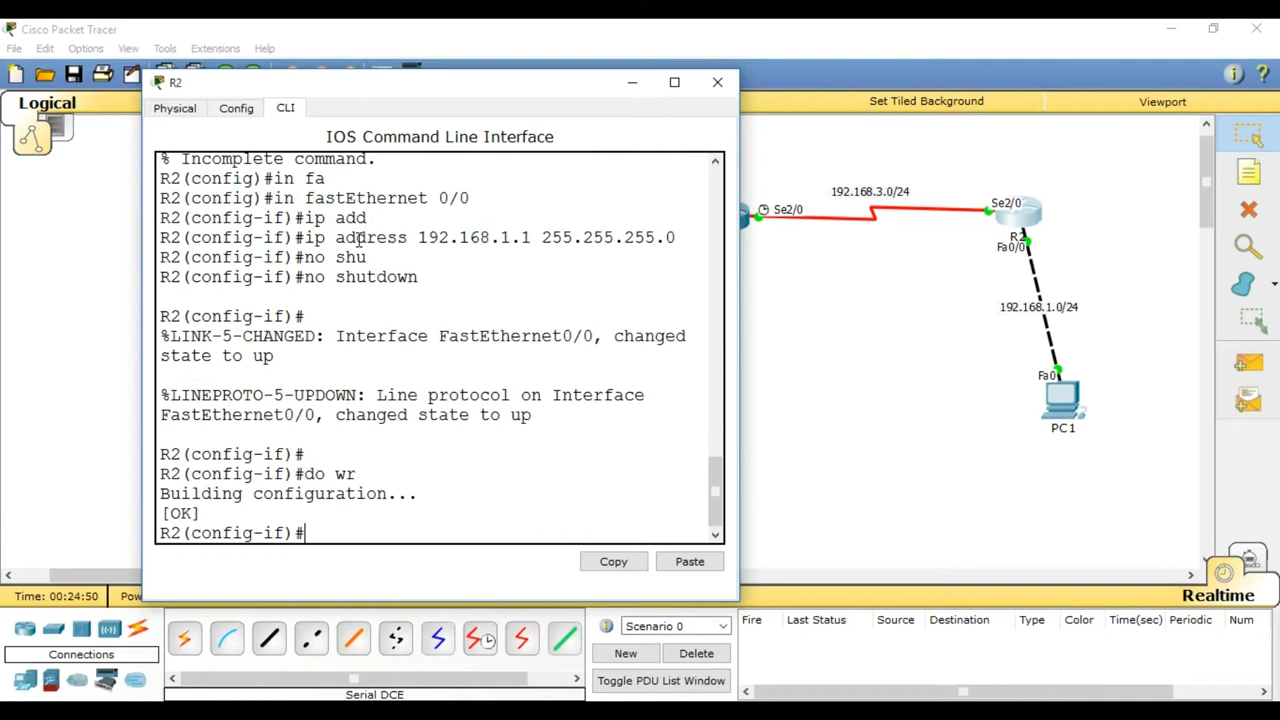 Cisco Packet Tracer
File Edit Options View Tools Extensions Help
R2
Logical
Set Tiled Background
Viewport
Physical Config CLI
IOS Command Line Interface
% Incomplete command.
R2(config)#in fa
R2(config)#in fastEthernet 0/0
R2(config-if)#ip add
R2(config-if)#ip address 192.168.1.1 255.255.255.0
R2(config-if)#no shu
R2(config-if)#no shutdown
R2(config-if)#
%LINK-5-CHANGED: Interface FastEthernet0/0, changed
state to up
%LINEPROTO-5-UPDOWN: Line protocol on Interface
FastEthernet0/0, changed state to up
R2(config-if)#
R2(config-if)#do wr
Building configuration...
[OK]
R2(config-if)#
Copy
Paste
192.168.3.0/24
Se2/0
Se2/0
R2
Fa0/0
192.168.1.0/24
Fa0
PC1
Time: 00:24:50
Realtime
Connections
Serial DCE
Scenario 0
New
Delete
Toggle PDU List Window
Fire Last Status Source Destination Type Color Time(sec) Periodic Num